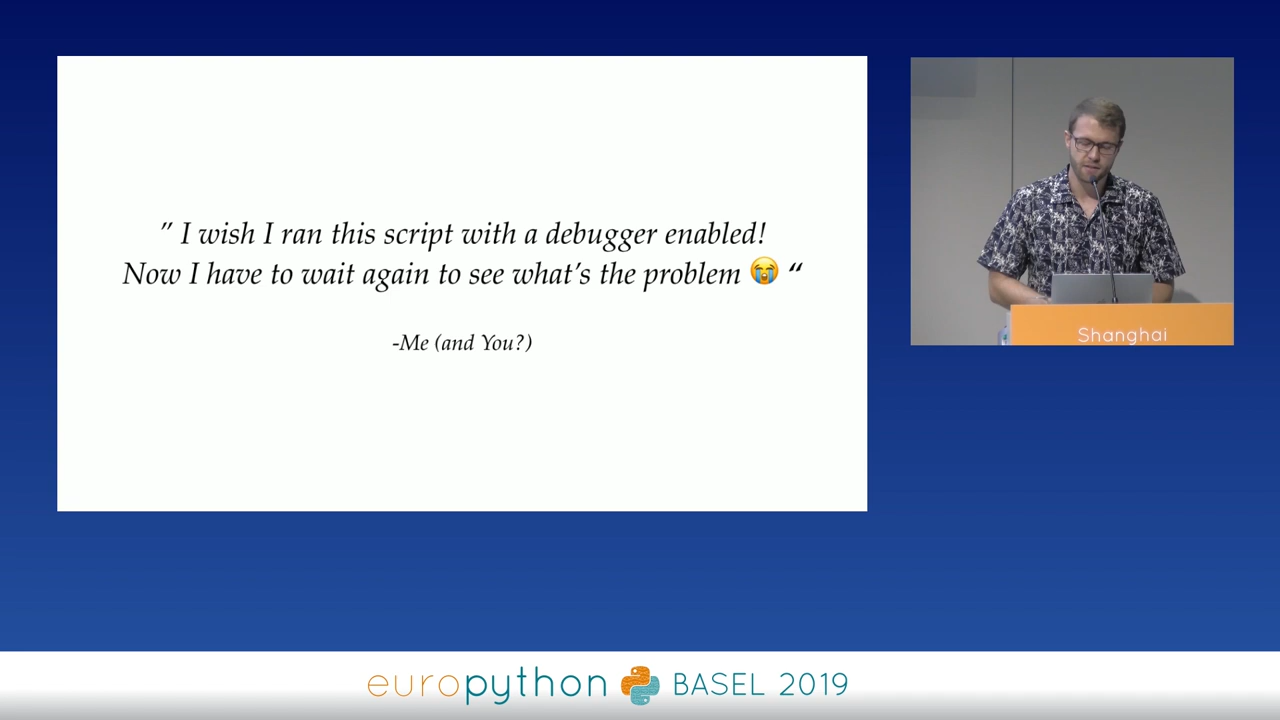 ” I wish I ran this script with a debugger enabled!
Now I have to wait again to see what’s the problem 😭 “
-Me (and You?)
Shanghai
europython BASEL 2019